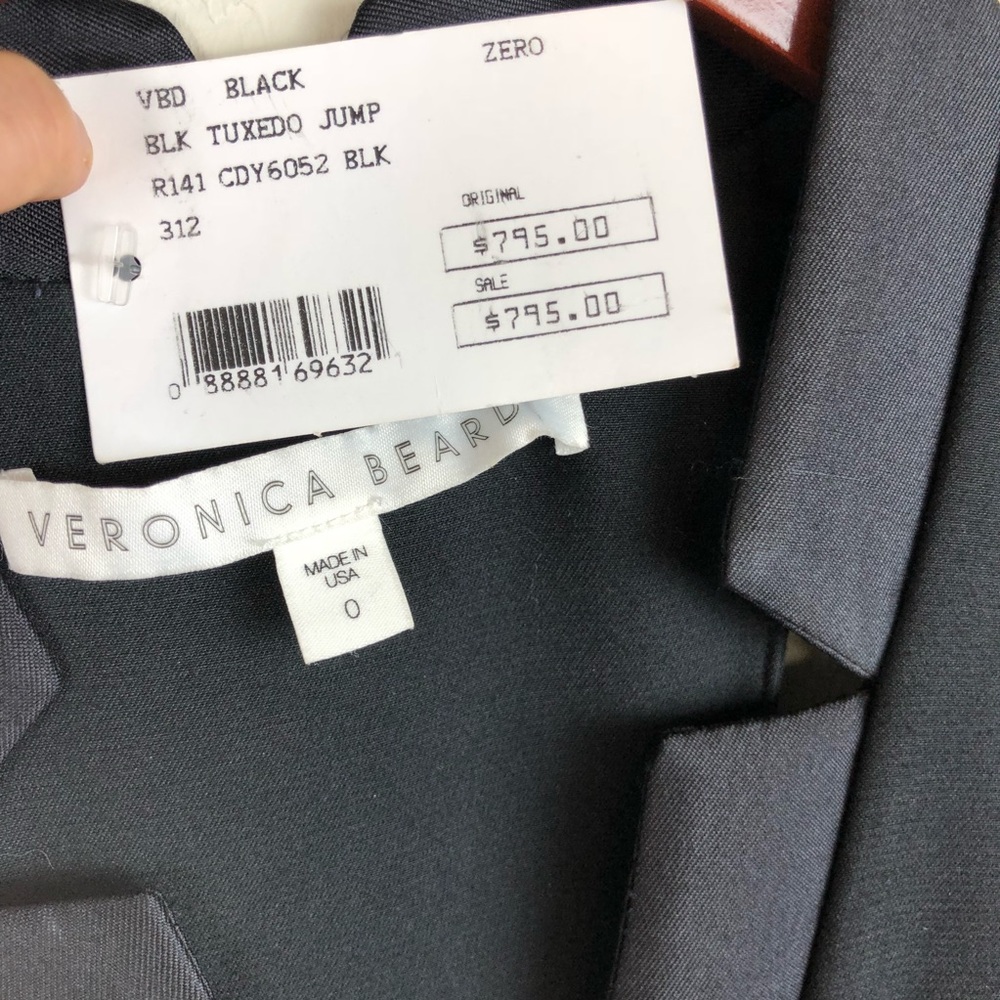 ZERO
VBD BLACK
BLK TUXEDO JUMP
R141 CDY6052 BLK
312
ORIGINAL
$795.00
SALE
$795.00
0 88881 69632 1
VERONICA BEARD
MADE IN
USA
0